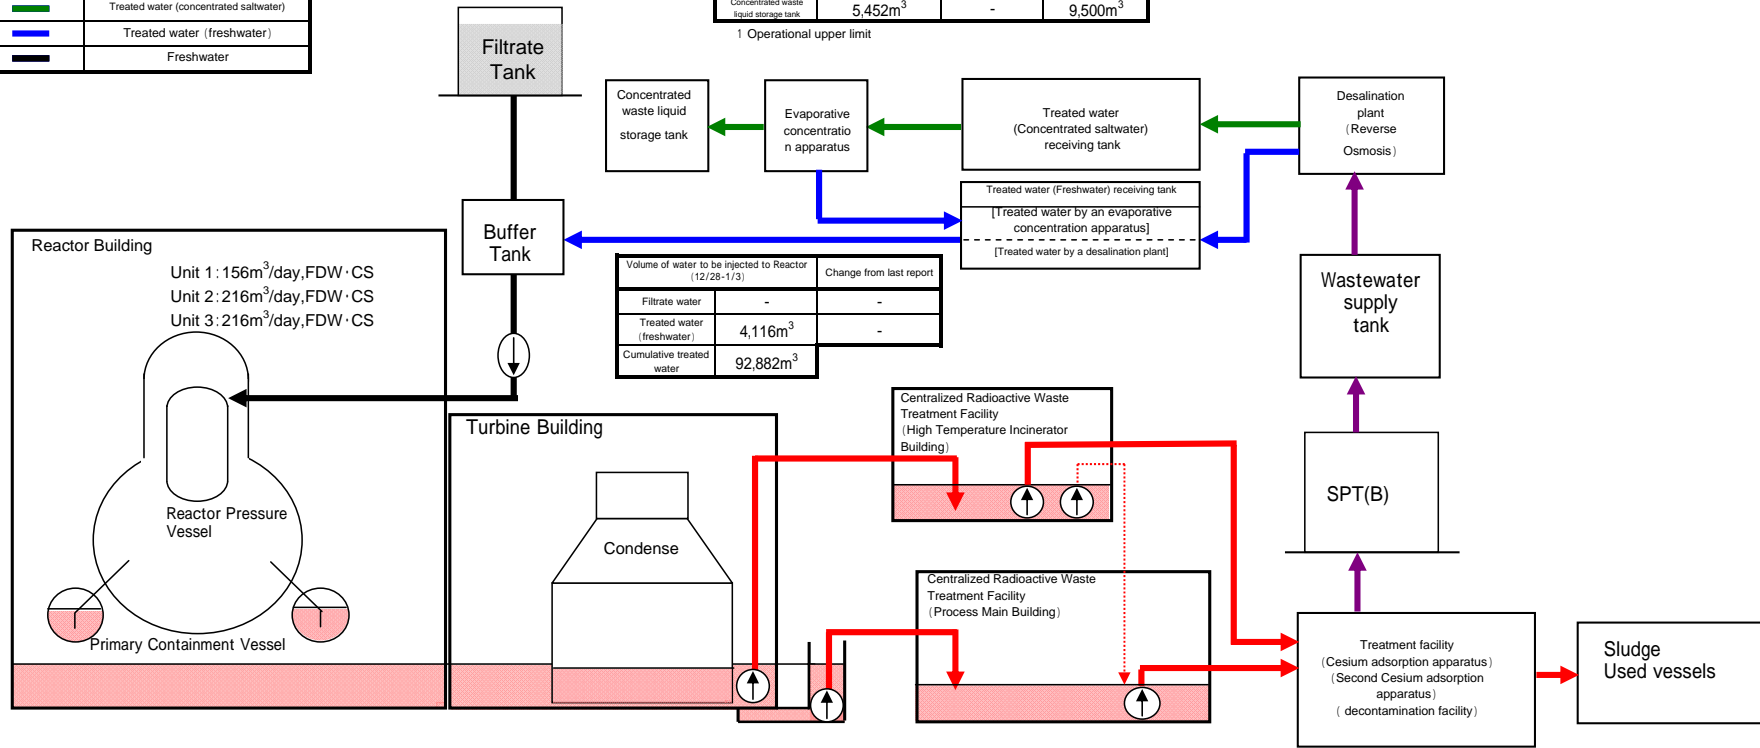 Treated water (concentrated saltwater)
Treated water (freshwater)
Freshwater
Concentrated waste
liquid storage tank
5,452m³
-
9,500m³
1 Operational upper limit
Filtrate
Tank
Concentrated
waste liquid
storage tank
Evaporative
concentratio
n apparatus
Treated water
(Concentrated saltwater)
receiving tank
Desalination
plant
(Reverse
Osmosis)
Treated water (Freshwater) receiving tank
[Treated water by an evaporative
concentration apparatus]
[Treated water by a desalination plant]
Buffer
Tank
Reactor Building
Unit 1:156m³/day,FDW・CS
Unit 2:216m³/day,FDW・CS
Unit 3:216m³/day,FDW・CS
Volume of water to be injected to Reactor
(12/28-1/3)
Change from last report
Filtrate water
-
-
Treated water
(freshwater)
4,116m³
-
Cumulative treated
water
92,882m³
Wastewater
supply
tank
Centralized Radioactive Waste
Treatment Facility
(High Temperature Incinerator
Building)
Turbine Building
SPT(B)
Reactor Pressure
Vessel
Condense
Centralized Radioactive Waste
Treatment Facility
(Process Main Building)
Primary Containment Vessel
Treatment facility
(Cesium adsorption apparatus)
(Second Cesium adsorption
apparatus)
( decontamination facility)
Sludge
Used vessels